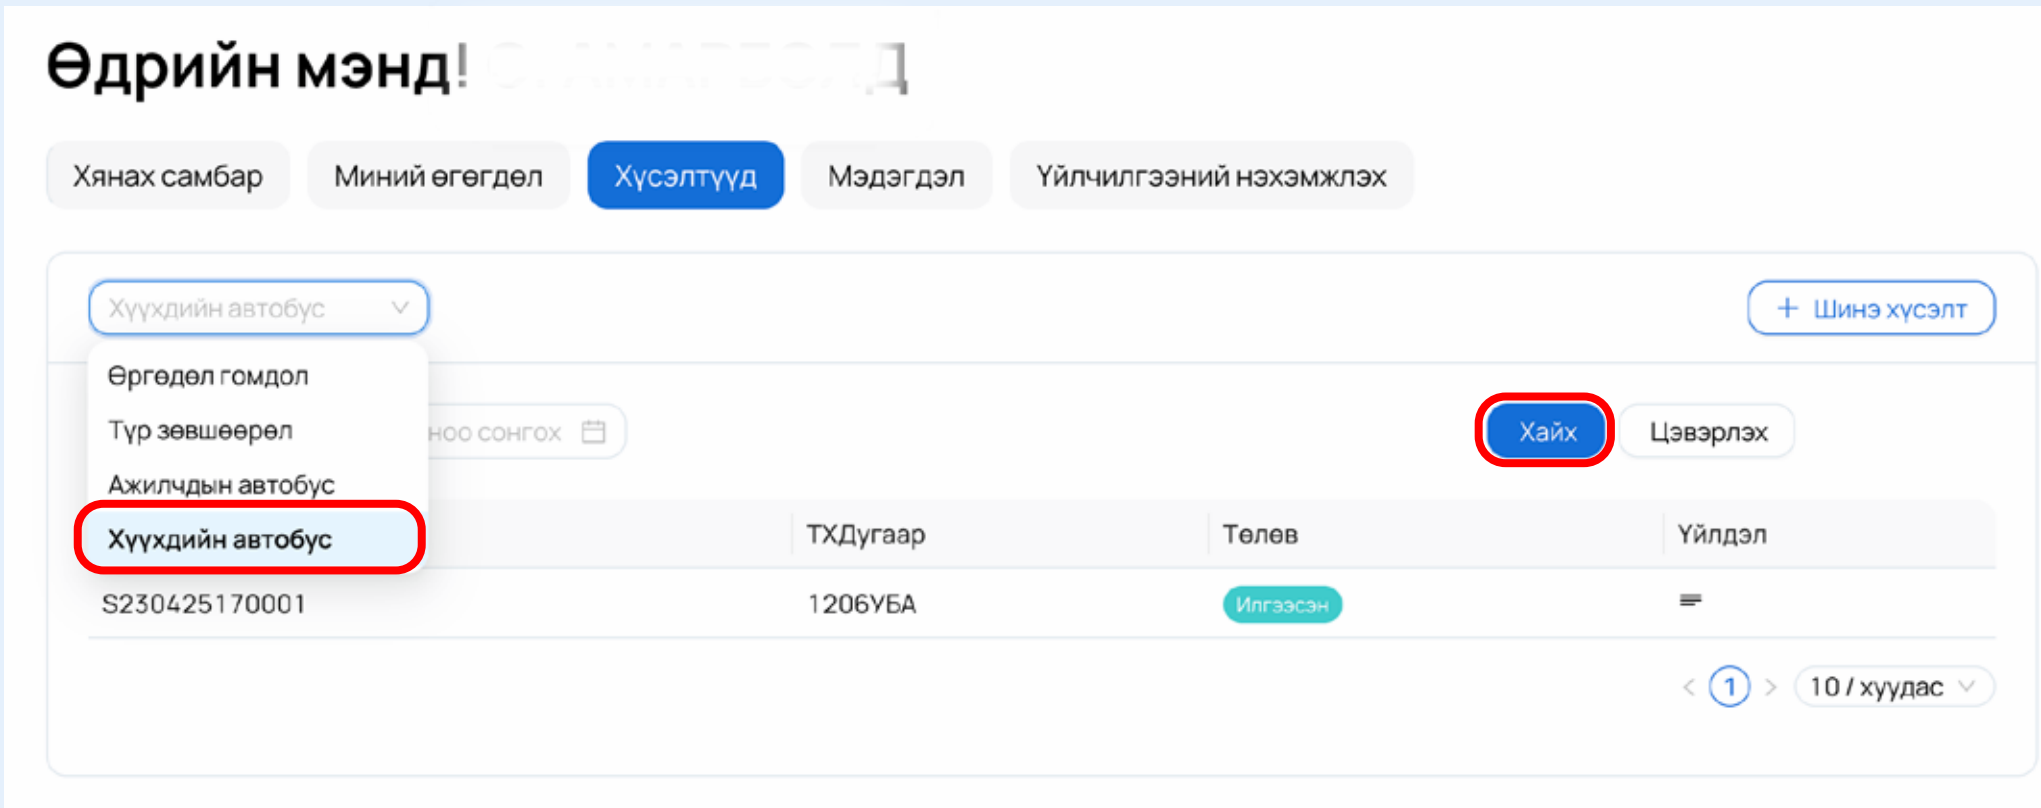 Өдрийн мэнд!
Хянах самбар
Миний өгөгдөл
Хүсэлтүүд
Мэдэгдэл
Үйлчилгээний нэхэмжлэх
Хүүхдийн автобус
+ Шинэ хүсэлт
Өргөдөл гомдол
Түр зөвшөөрөл
Ажилчдын автобус
Хүүхдийн автобус
сонгох
Хайх
Цэвэрлэх
ТХДугаар
Төлөв
Үйлдэл
S230425170001
1206УБА
Илгээсэн
< 1 >
10 / хуудас